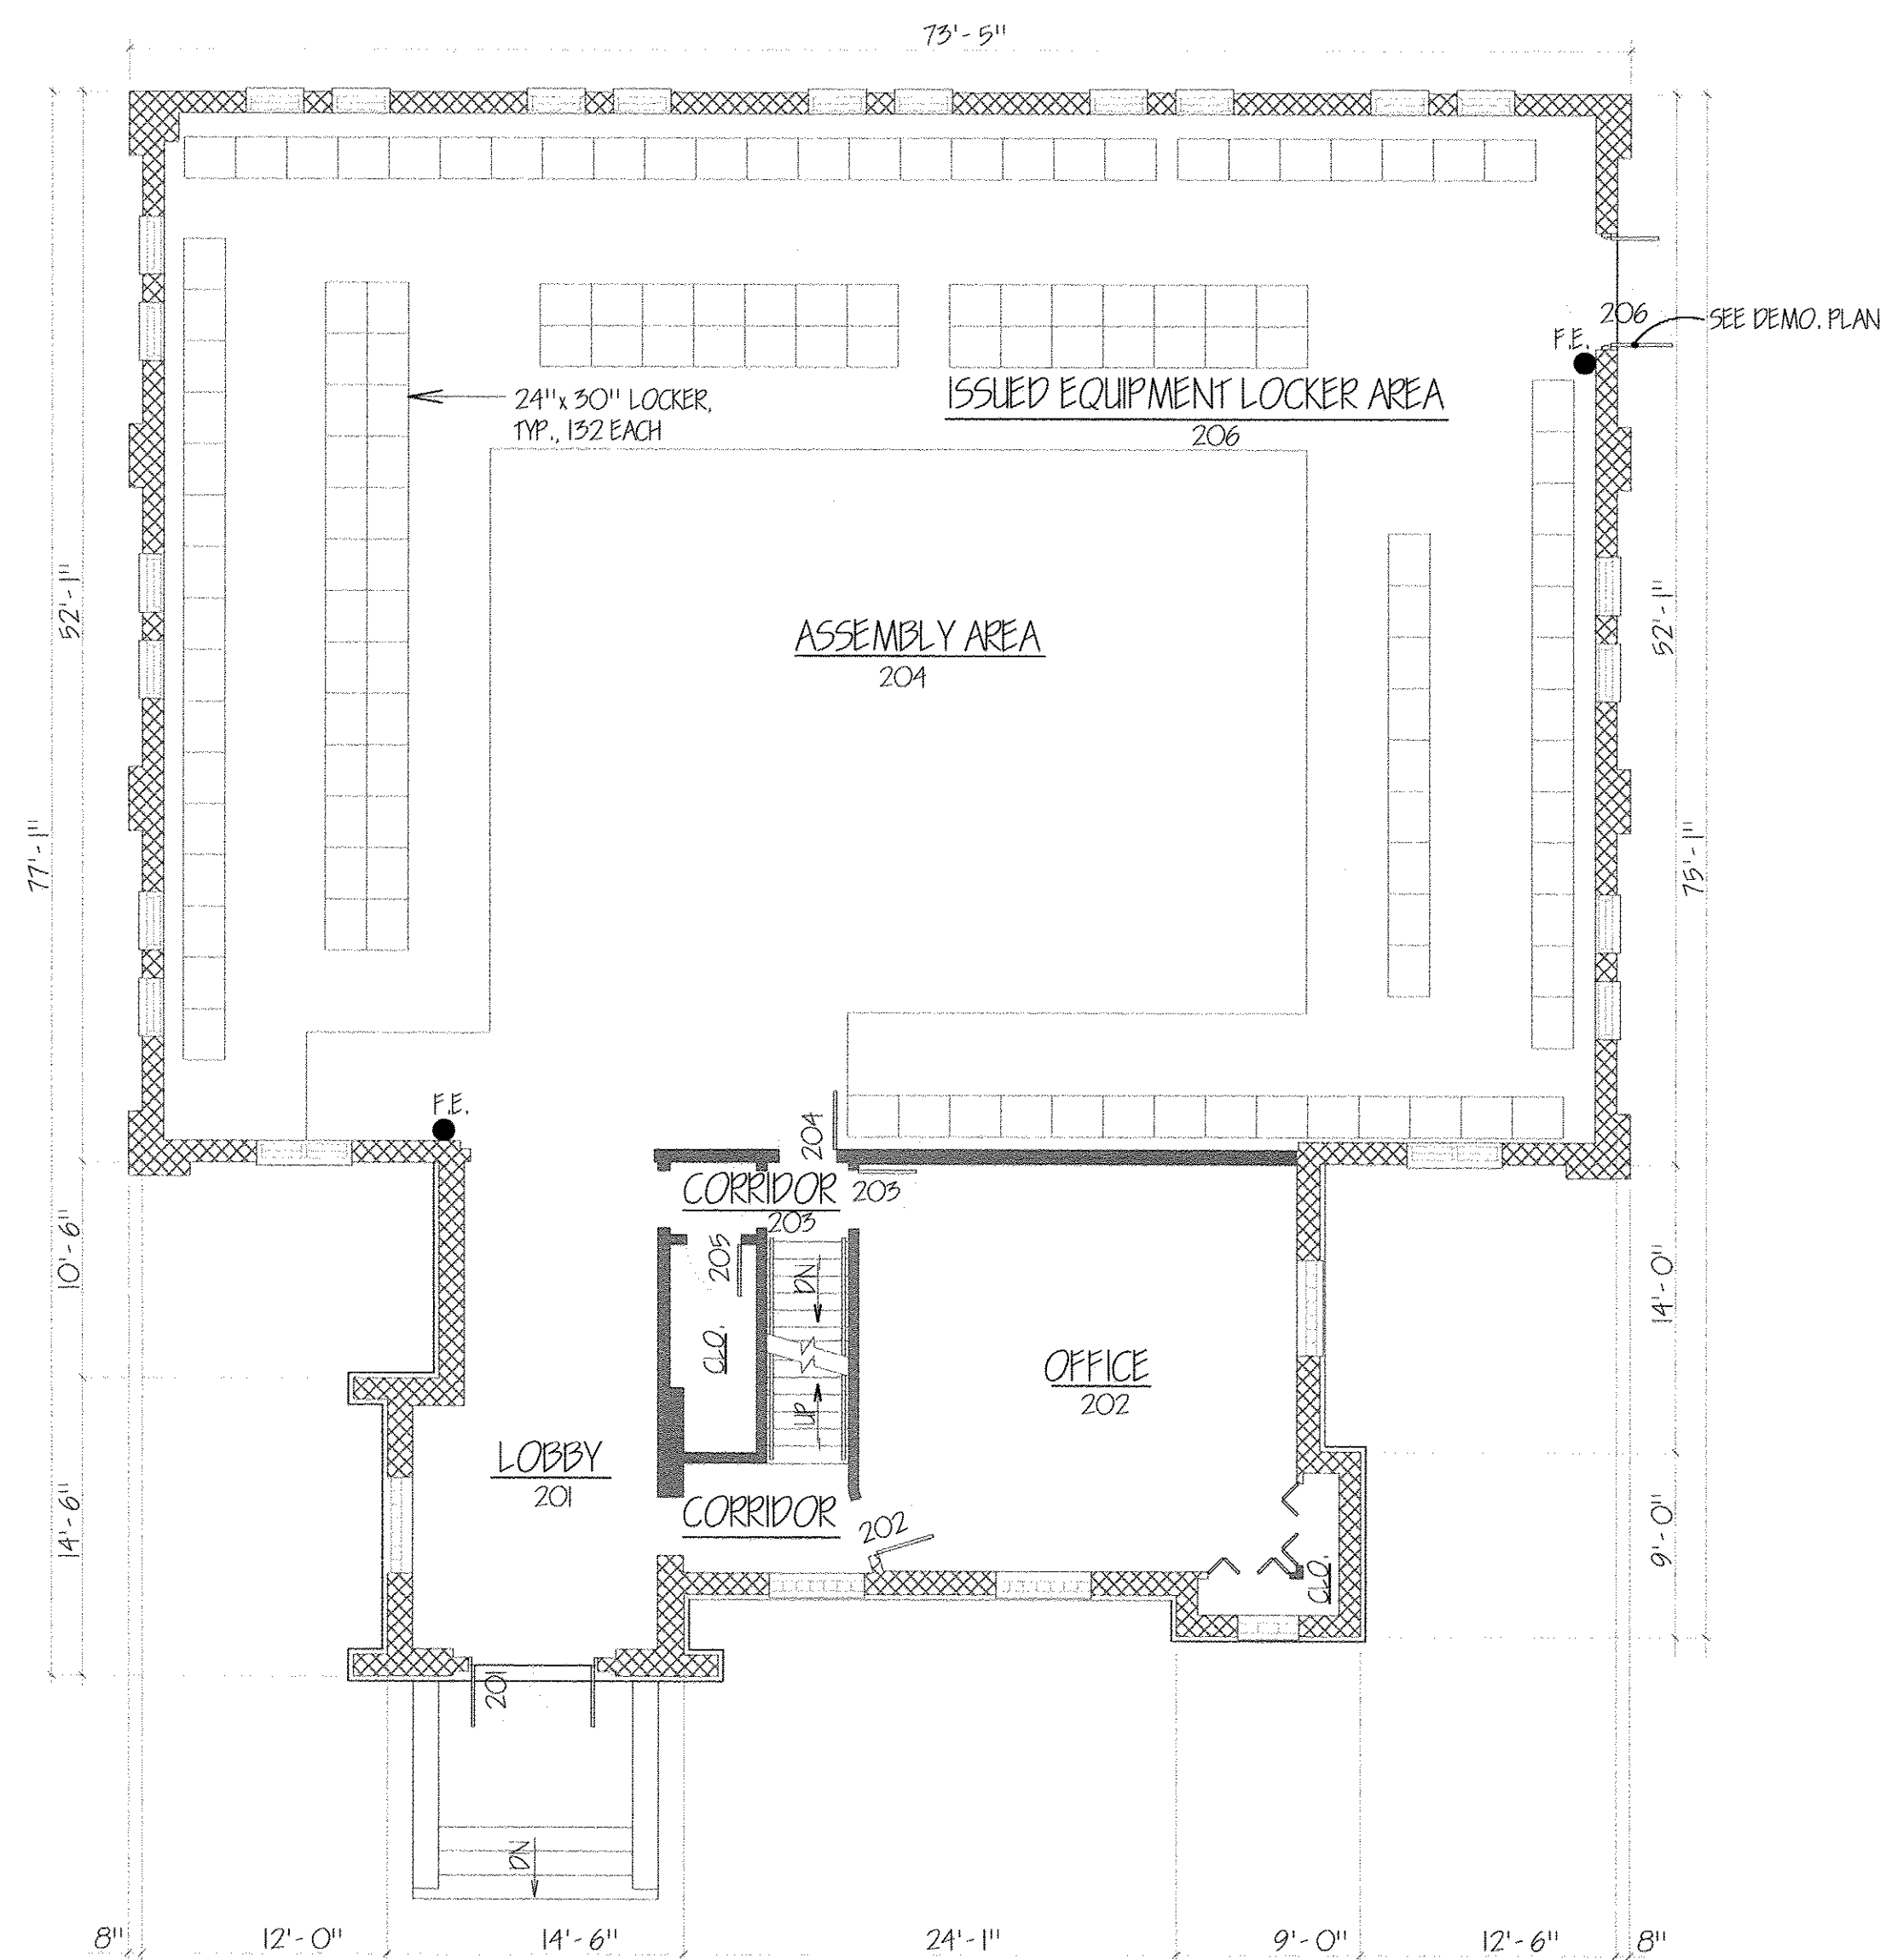 73'-5"
206
SEE DEMO. PLAN
F.E.
24"x 30" LOCKER,
TYP., 132 EACH
ISSUED EQUIPMENT LOCKER AREA
206
52'-1"
52'-1"
ASSEMBLY AREA
204
77'-1"
75'-1"
F.E.
204
CORRIDOR
203
203
205
DN
10'-6"
14'-0"
CLO.
UP
OFFICE
202
LOBBY
201
CORRIDOR
202
14'-6"
9'-0"
CLO.
201
DN
8"
12'-0"
14'-6"
24'-1"
9'-0"
12'-6"
8"